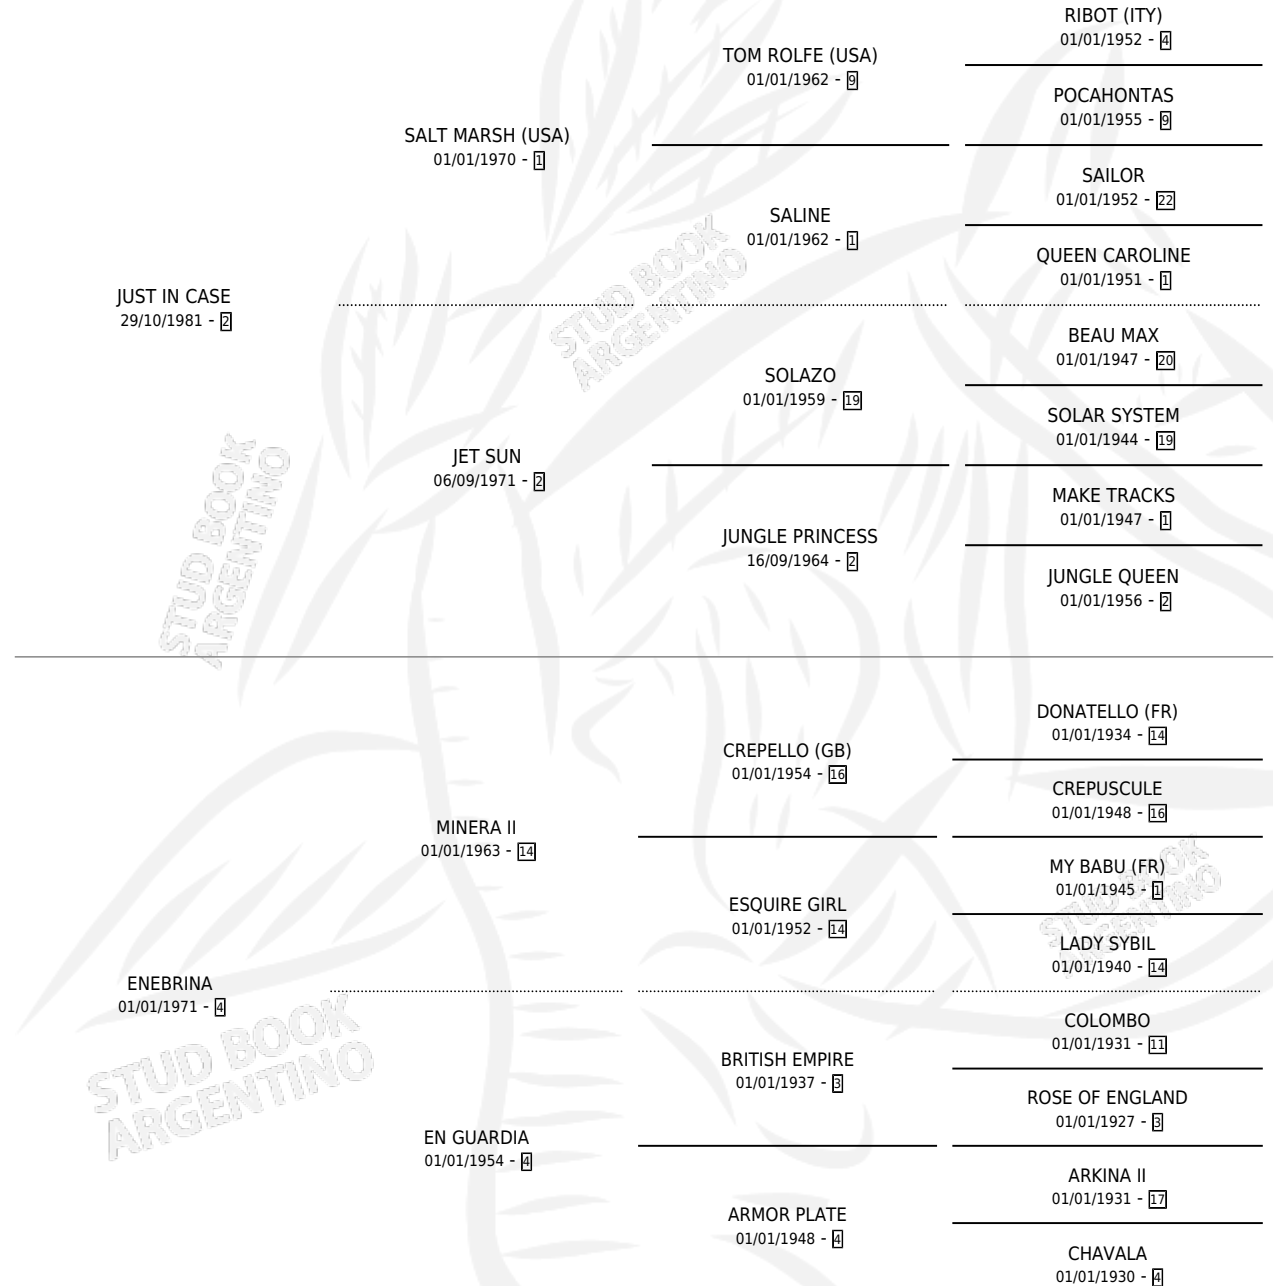 RIBOT (ITY)
01/01/1952 - 4
TOM ROLFE (USA)
01/01/1962 - 9
POCAHONTAS
01/01/1955 - 9
SALT MARSH (USA)
01/01/1970 - 1
SAILOR
01/01/1952 - 22
SALINE
01/01/1962 - 1
QUEEN CAROLINE
01/01/1951 - 1
JUST IN CASE
29/10/1981 - 2
STUD BOOK
ARGENTINO
BEAU MAX
01/01/1947 - 20
SOLAZO
01/01/1959 - 19
SOLAR SYSTEM
01/01/1944 - 19
JET SUN
06/09/1971 - 2
MAKE TRACKS
01/01/1947 - 1
JUNGLE PRINCESS
16/09/1964 - 2
JUNGLE QUEEN
01/01/1956 - 2
STUD BOOK
ARGENTINO
DONATELLO (FR)
01/01/1934 - 14
CREPELLO (GB)
01/01/1954 - 16
CREPUSCULE
01/01/1948 - 16
MINERA II
01/01/1963 - 14
MY BABU (FR)
01/01/1945 - 1
ESQUIRE GIRL
01/01/1952 - 14
LADY SYBIL
01/01/1940 - 14
STUD BOOK
ARGENTINO
ENEBRINA
01/01/1971 - 4
COLOMBO
01/01/1931 - 11
BRITISH EMPIRE
01/01/1937 - 3
ROSE OF ENGLAND
01/01/1927 - 3
STUD BOOK
ARGENTINO
EN GUARDIA
01/01/1954 - 4
ARKINA II
01/01/1931 - 17
ARMOR PLATE
01/01/1948 - 4
CHAVALA
01/01/1930 - 4